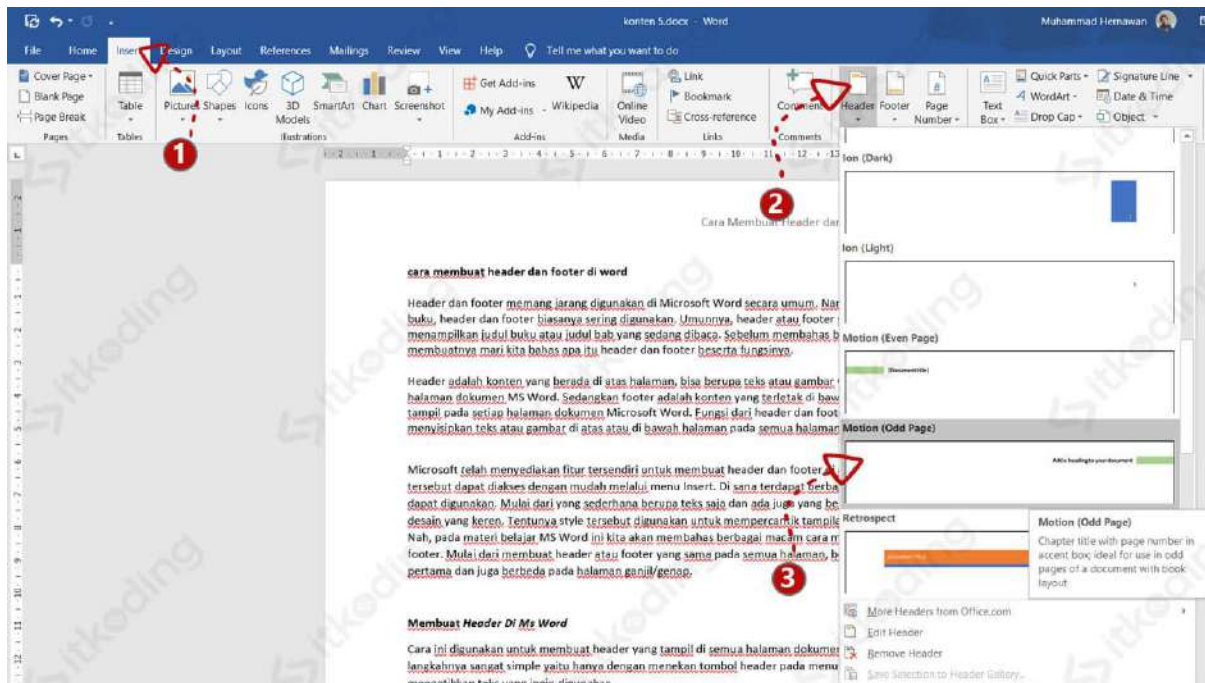 konten 5.docx - Word
Muhammad Hernawan
File Home Insert Design Layout References Mailings Review View Help Tell me what you want to do
Cover Page
Blank Page
Page Break
Pages
Table
Tables
Pictures Shapes Icons 3D Models SmartArt Chart Screenshot
Illustrations
Get Add-ins
My Add-ins
Wikipedia
Add-ins
Online Video
Media
Link
Bookmark
Cross-reference
Links
Comment
Comments
Header Footer Page Number
Text Box
Quick Parts
WordArt
Drop Cap
Signature Line
Date & Time
Object
1
2
Cara Membuat Header dan
cara membuat header dan footer di word
Header dan footer memang jarang digunakan di Microsoft Word secara umum.
buku, header dan footer biasanya sering digunakan. Umumnya, header atau footer
menampilkan judul buku atau judul bab yang sedang dibaca. Sebelum membahas
membuatnya mari kita bahas apa itu header dan footer beserta fungsinya.
Header adalah konten yang berada di atas halaman, bisa berupa teks atau gambar
halaman dokumen MS Word. Sedangkan footer adalah konten yang terletak di
tampil pada setiap halaman dokumen Microsoft Word. Fungsi dari header dan
menyisipkan teks atau gambar di atas atau di bawah halaman pada semua halaman
Microsoft telah menyediakan fitur tersendiri untuk membuat header dan footer
tersebut dapat diakses dengan mudah melalui menu Insert. Di sana terdapat
dapat digunakan. Mulai dari yang sederhana berupa teks saja dan ada juga yang
desain yang keren. Tentunya style tersebut digunakan untuk mempercantik
Nah, pada materi belajar MS Word ini kita akan membahas berbagai macam cara
footer. Mulai dari membuat header atau footer yang sama pada semua halaman,
pertama dan juga berbeda pada halaman ganjil/genap.
Membuat Header Di Ms Word
Cara ini digunakan untuk membuat header yang tampil di semua halaman
langkahnya sangat simple yaitu hanya dengan menekan tombol header pada menu
3
Ion (Dark)
Ion (Light)
Motion (Even Page)
[Document title]
Motion (Odd Page)
Add a heading to your document
Retrospect
Motion (Odd Page)
Chapter title with page number in
accent box; ideal for use in odd
pages of a document with book
layout
More Headers from Office.com
Edit Header
Remove Header
Save Selection to Header Gallery...
itkoding